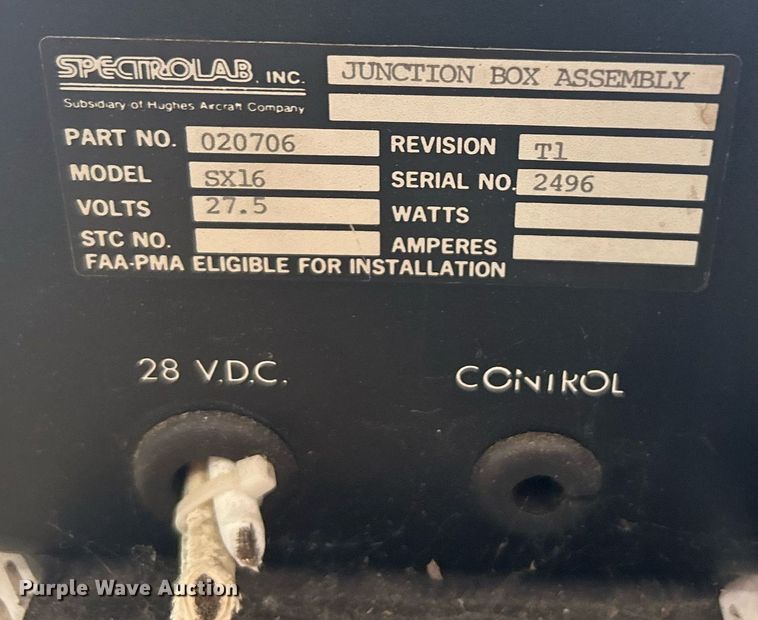 SPECTROLAB, INC.
Subsidiary of Hughes Aircraft Company
JUNCTION BOX ASSEMBLY
PART NO. 020706
REVISION T1
MODEL SX16
SERIAL NO. 2496
VOLTS 27.5
WATTS
STC NO.
AMPERES
FAA-PMA ELIGIBLE FOR INSTALLATION
28 V.D.C.
CONTROL
Purple Wave Auction